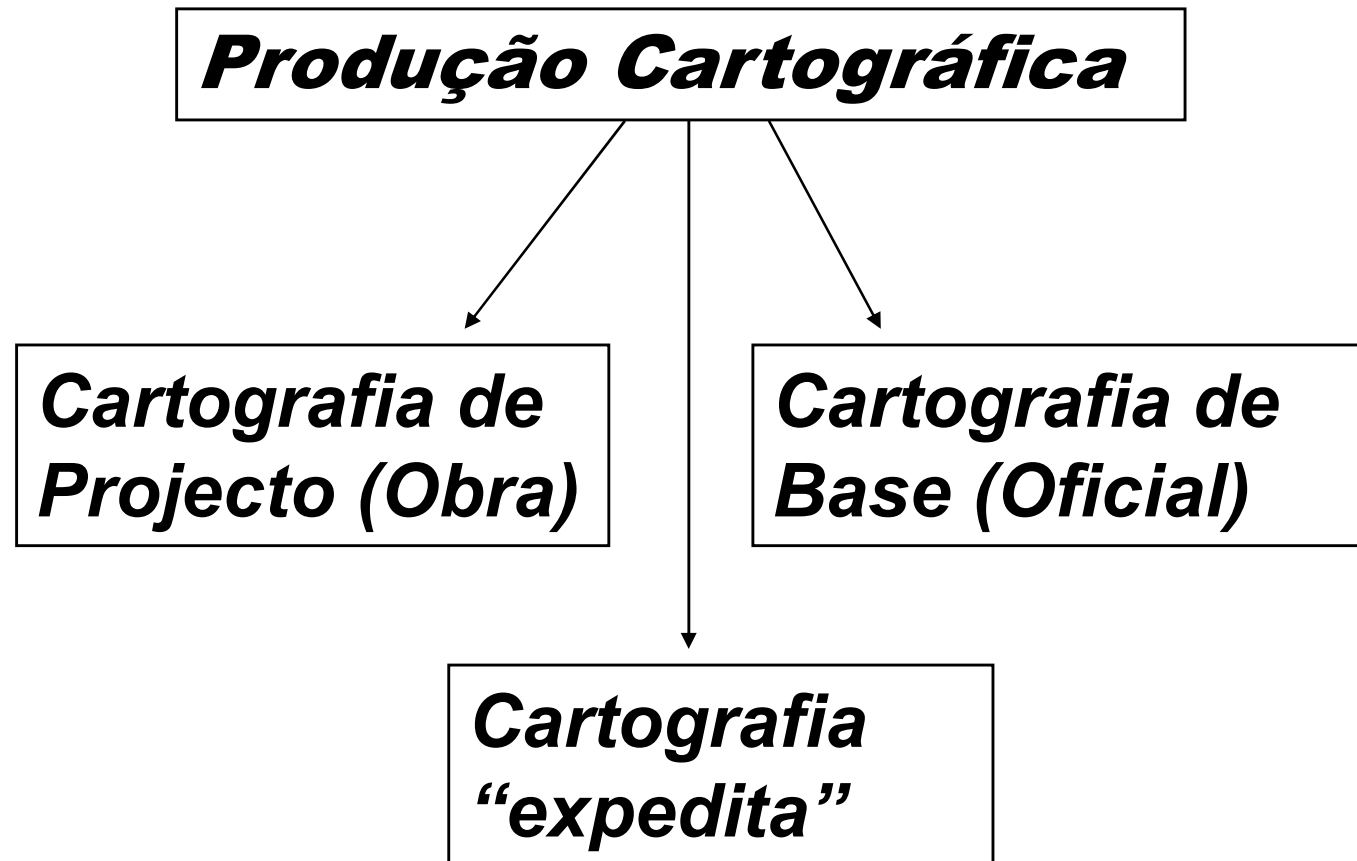 Produção Cartográfica
Cartografia de
Projecto (Obra)
Cartografia de
Base (Oficial)
Cartografia
“expedita”